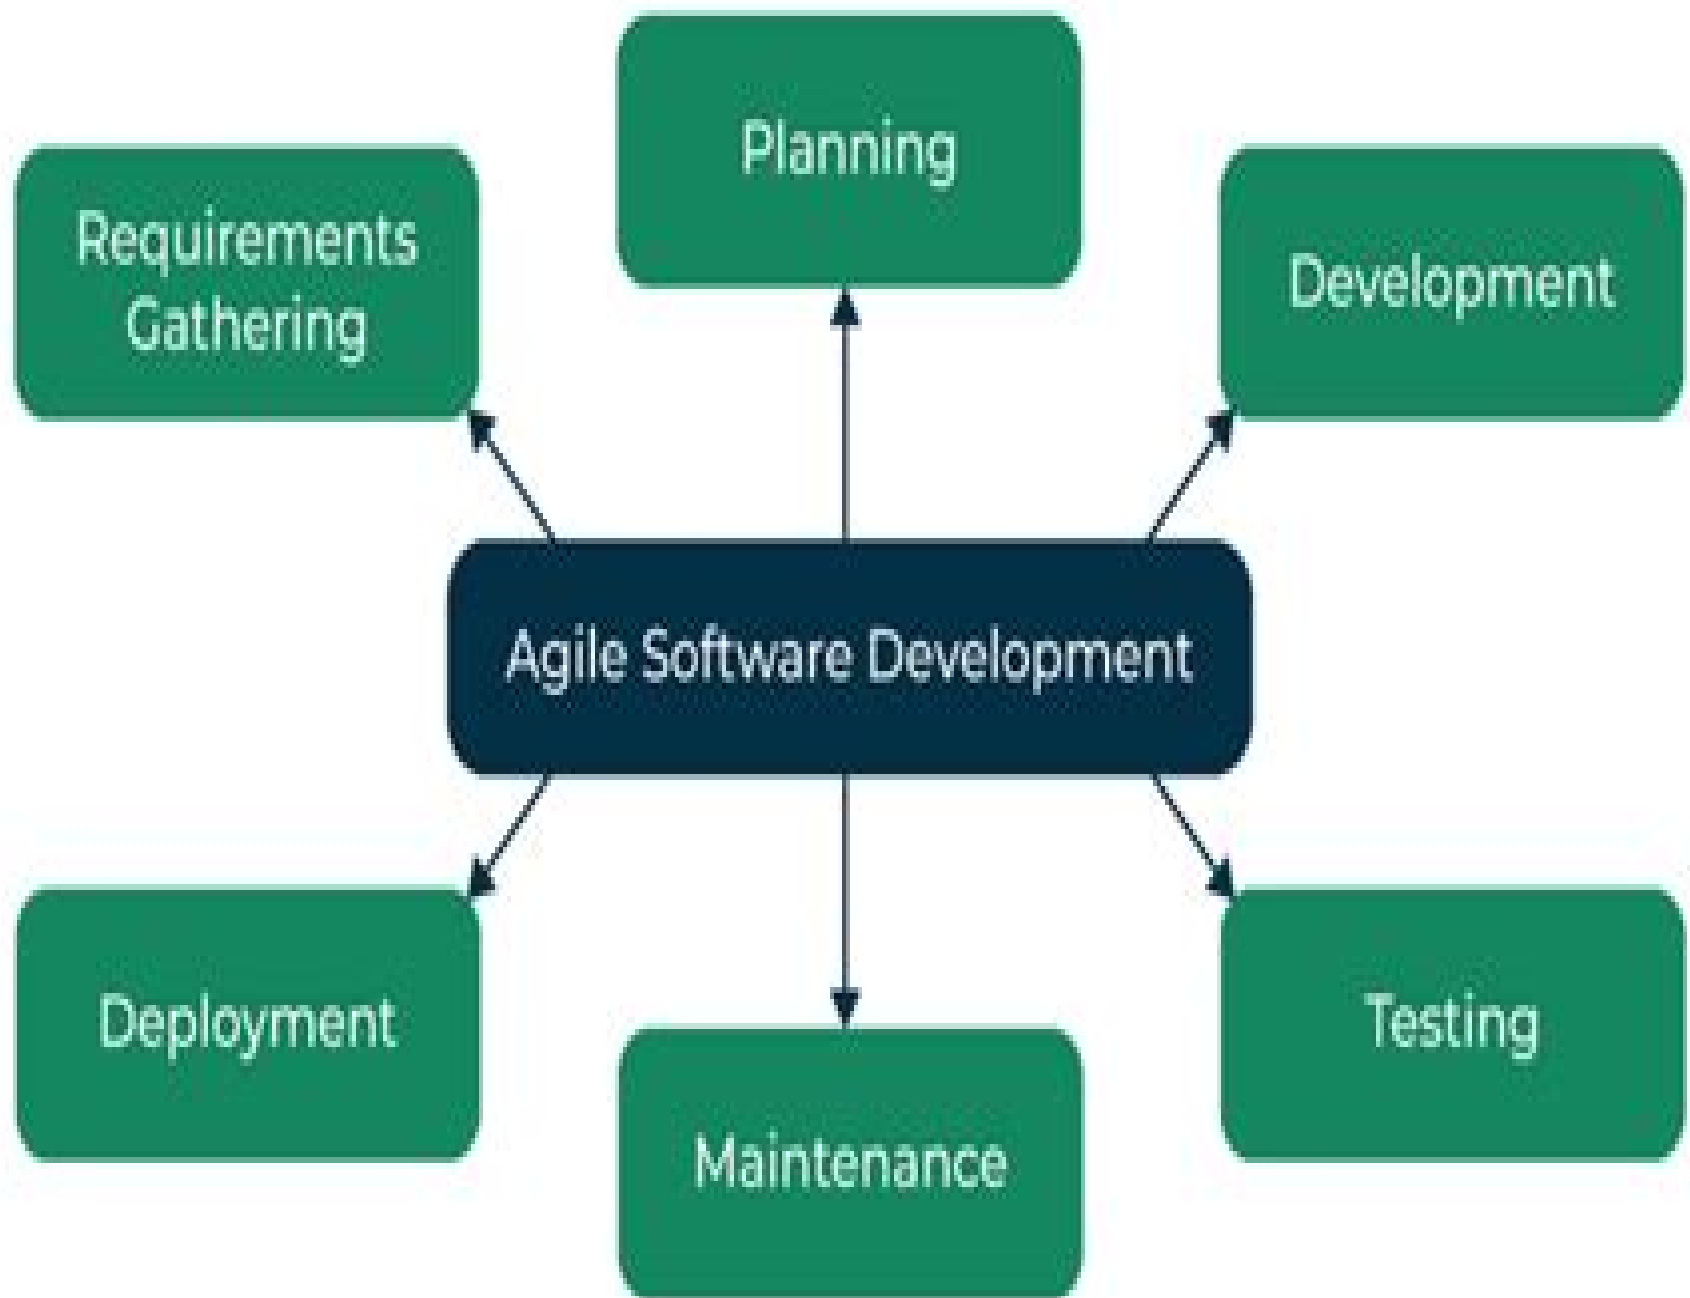 Planning
Requirements
Gathering
Development
Agile Software Development
Deployment
Testing
Maintenance